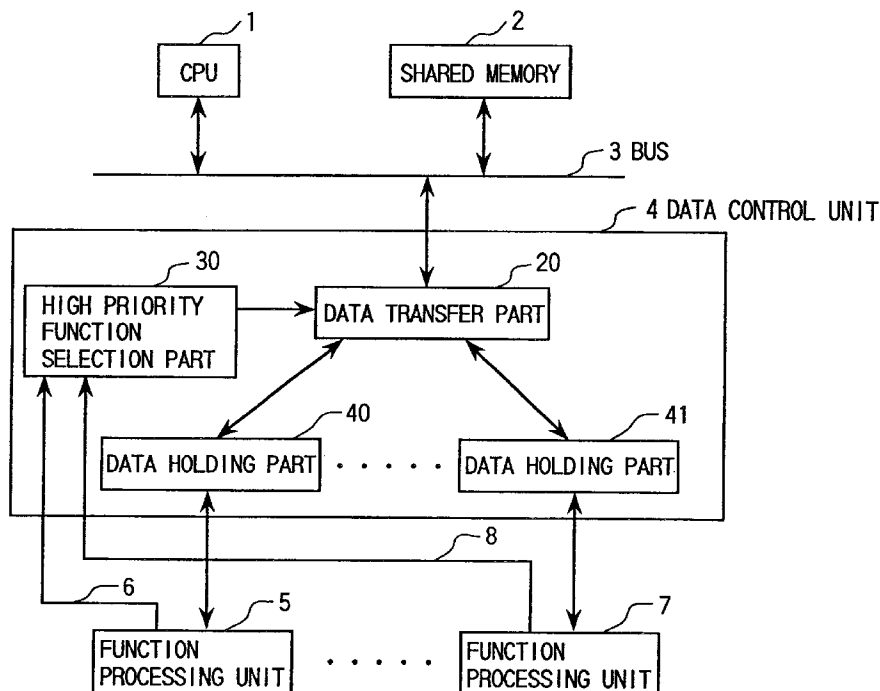 1
2
CPU
SHARED MEMORY
3 BUS
4 DATA CONTROL UNIT
30
20
HIGH PRIORITY
FUNCTION
SELECTION PART
DATA TRANSFER PART
40
41
DATA HOLDING PART
. . . . .
DATA HOLDING PART
8
6
5
7
FUNCTION
PROCESSING UNIT
. . . . .
FUNCTION
PROCESSING UNIT